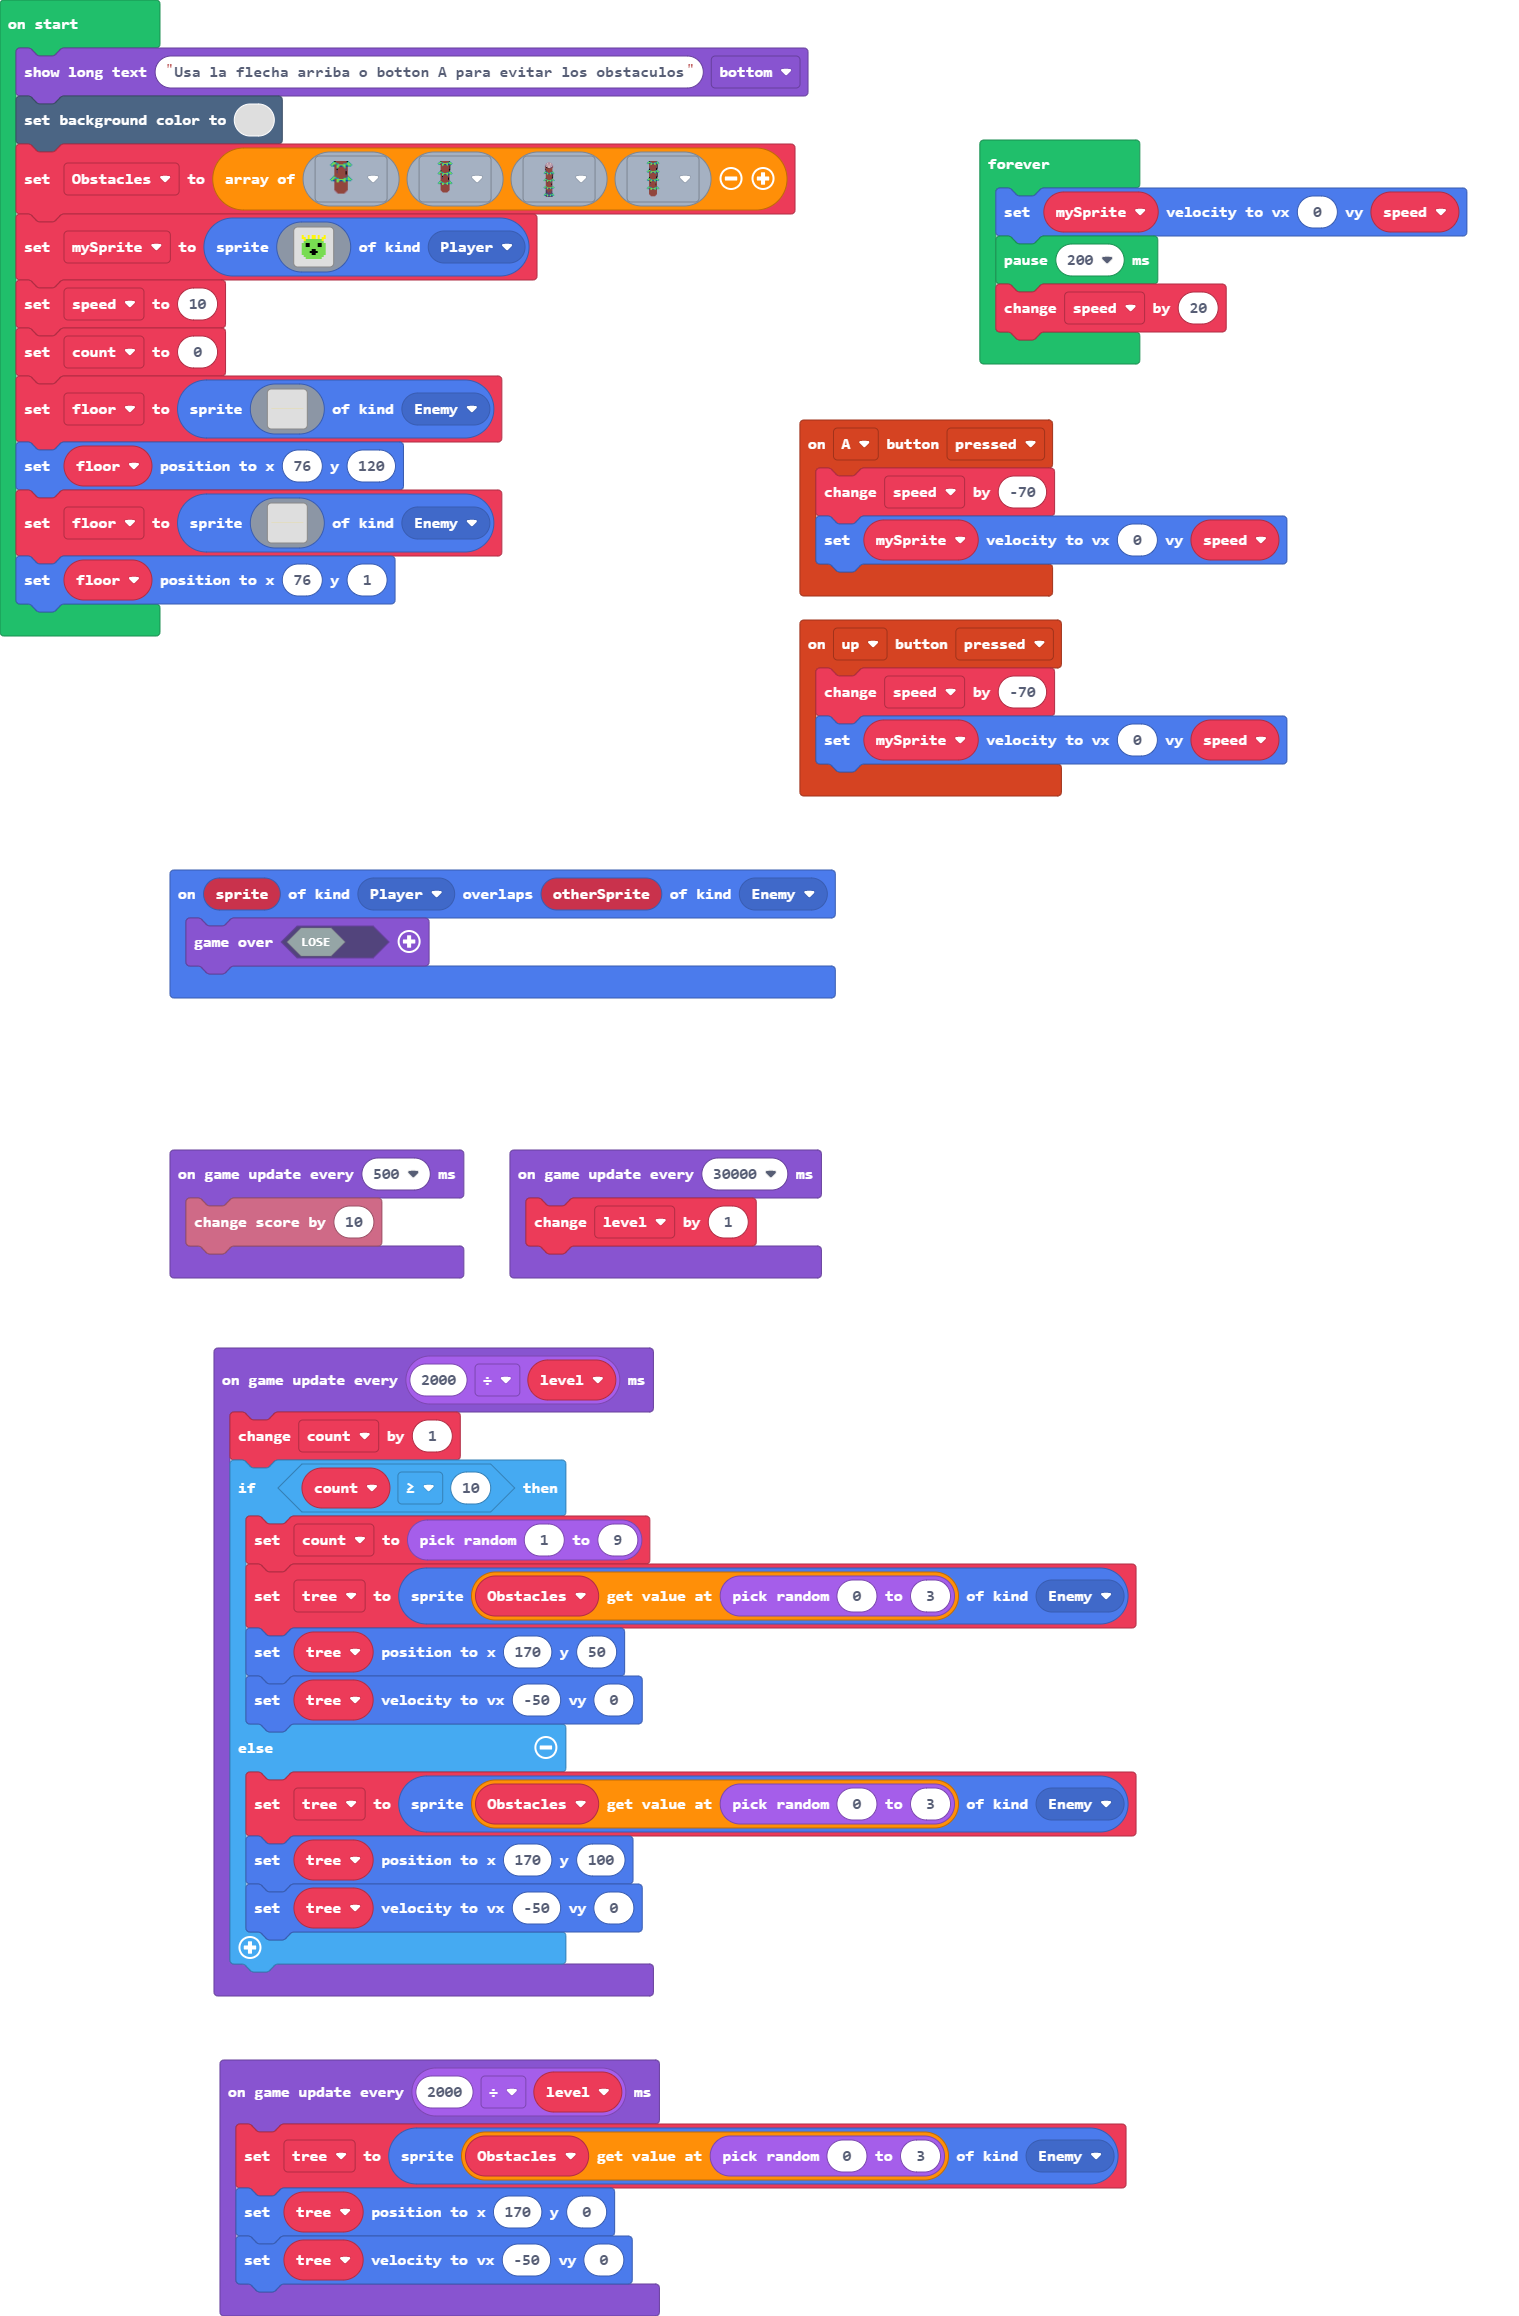 on start
show long text "Usa la flecha arriba o botton A para evitar los obstaculos" bottom
set background color to
set Obstacles to array of
set mySprite to sprite of kind Player
set speed to 10
set count to 0
set floor to sprite of kind Enemy
set floor position to x 76 y 120
set floor to sprite of kind Enemy
set floor position to x 76 y 1
forever
set mySprite velocity to vx 0 vy speed
pause 200 ms
change speed by 20
on A button pressed
change speed by -70
set mySprite velocity to vx 0 vy speed
on up button pressed
change speed by -70
set mySprite velocity to vx 0 vy speed
on sprite of kind Player overlaps otherSprite of kind Enemy
game over LOSE
on game update every 500 ms
change score by 10
on game update every 30000 ms
change level by 1
on game update every 2000 ÷ level ms
change count by 1
if count ≥ 10 then
set count to pick random 1 to 9
set tree to sprite Obstacles get value at pick random 0 to 3 of kind Enemy
set tree position to x 170 y 50
set tree velocity to vx -50 vy 0
else
set tree to sprite Obstacles get value at pick random 0 to 3 of kind Enemy
set tree position to x 170 y 100
set tree velocity to vx -50 vy 0
on game update every 2000 ÷ level ms
set tree to sprite Obstacles get value at pick random 0 to 3 of kind Enemy
set tree position to x 170 y 0
set tree velocity to vx -50 vy 0